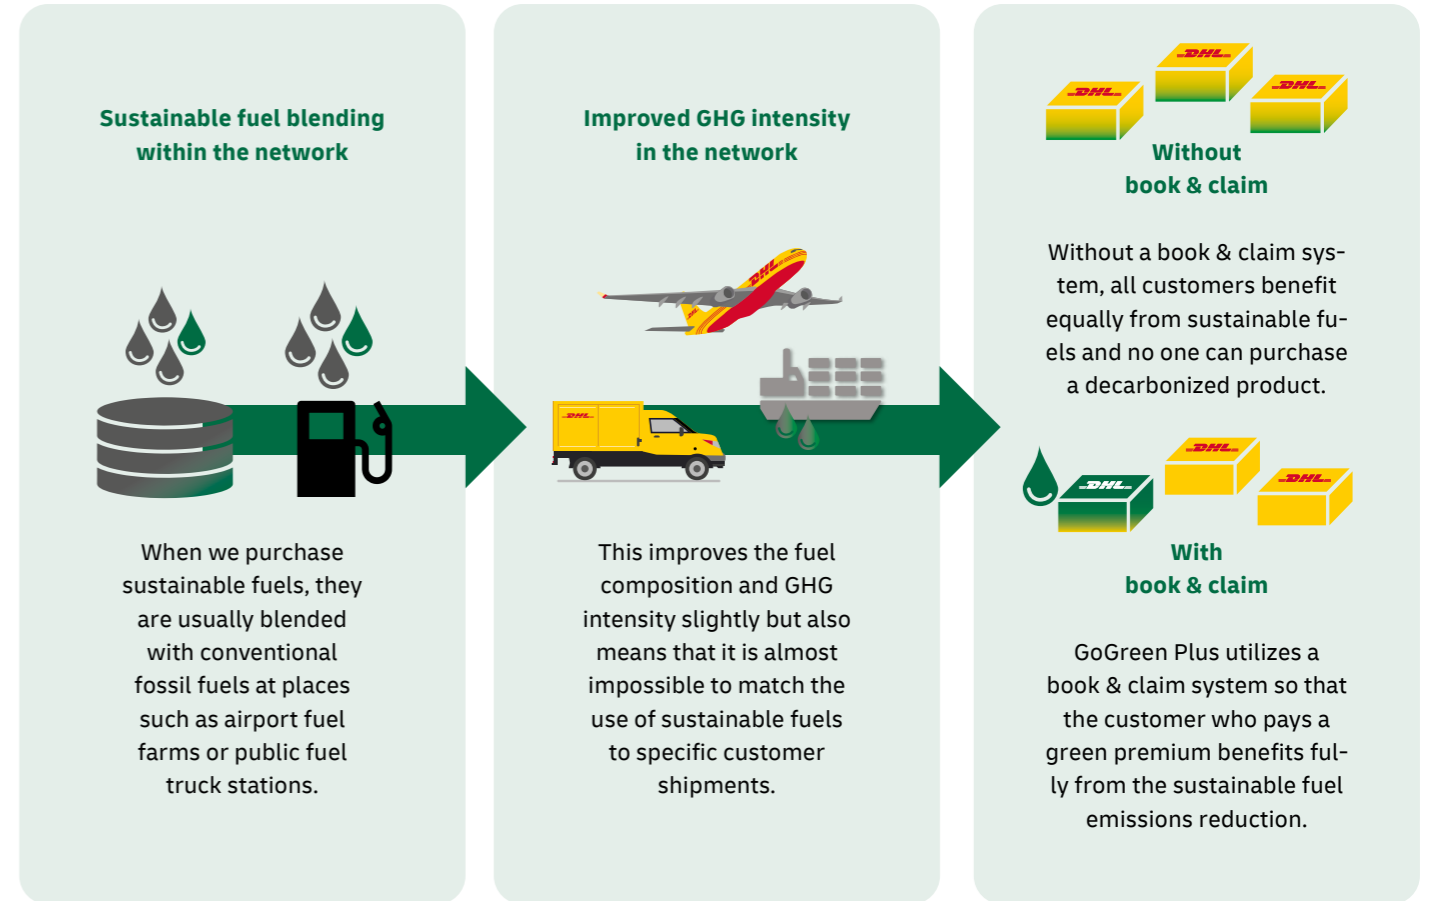 Sustainable fuel blending
within the network
When we purchase
sustainable fuels, they
are usually blended
with conventional
fossil fuels at places
such as airport fuel
farms or public fuel
truck stations.
Improved GHG intensity
in the network
DHL
DHL
DHL
This improves the fuel
composition and GHG
intensity slightly but also
means that it is almost
impossible to match the
use of sustainable fuels
to specific customer
shipments.
DHL
DHL
DHL
Without
book & claim
Without a book & claim sys-
tem, all customers benefit
equally from sustainable fu-
els and no one can purchase
a decarbonized product.
DHL
DHL
DHL
With
book & claim
GoGreen Plus utilizes a
book & claim system so that
the customer who pays a
green premium benefits ful-
ly from the sustainable fuel
emissions reduction.